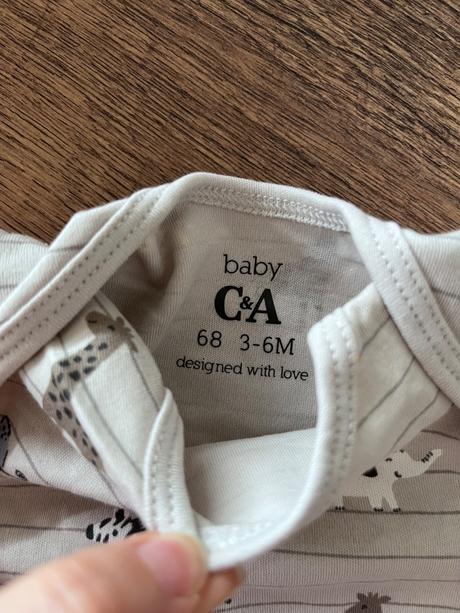 baby
C&A
68 3-6M
designed with love